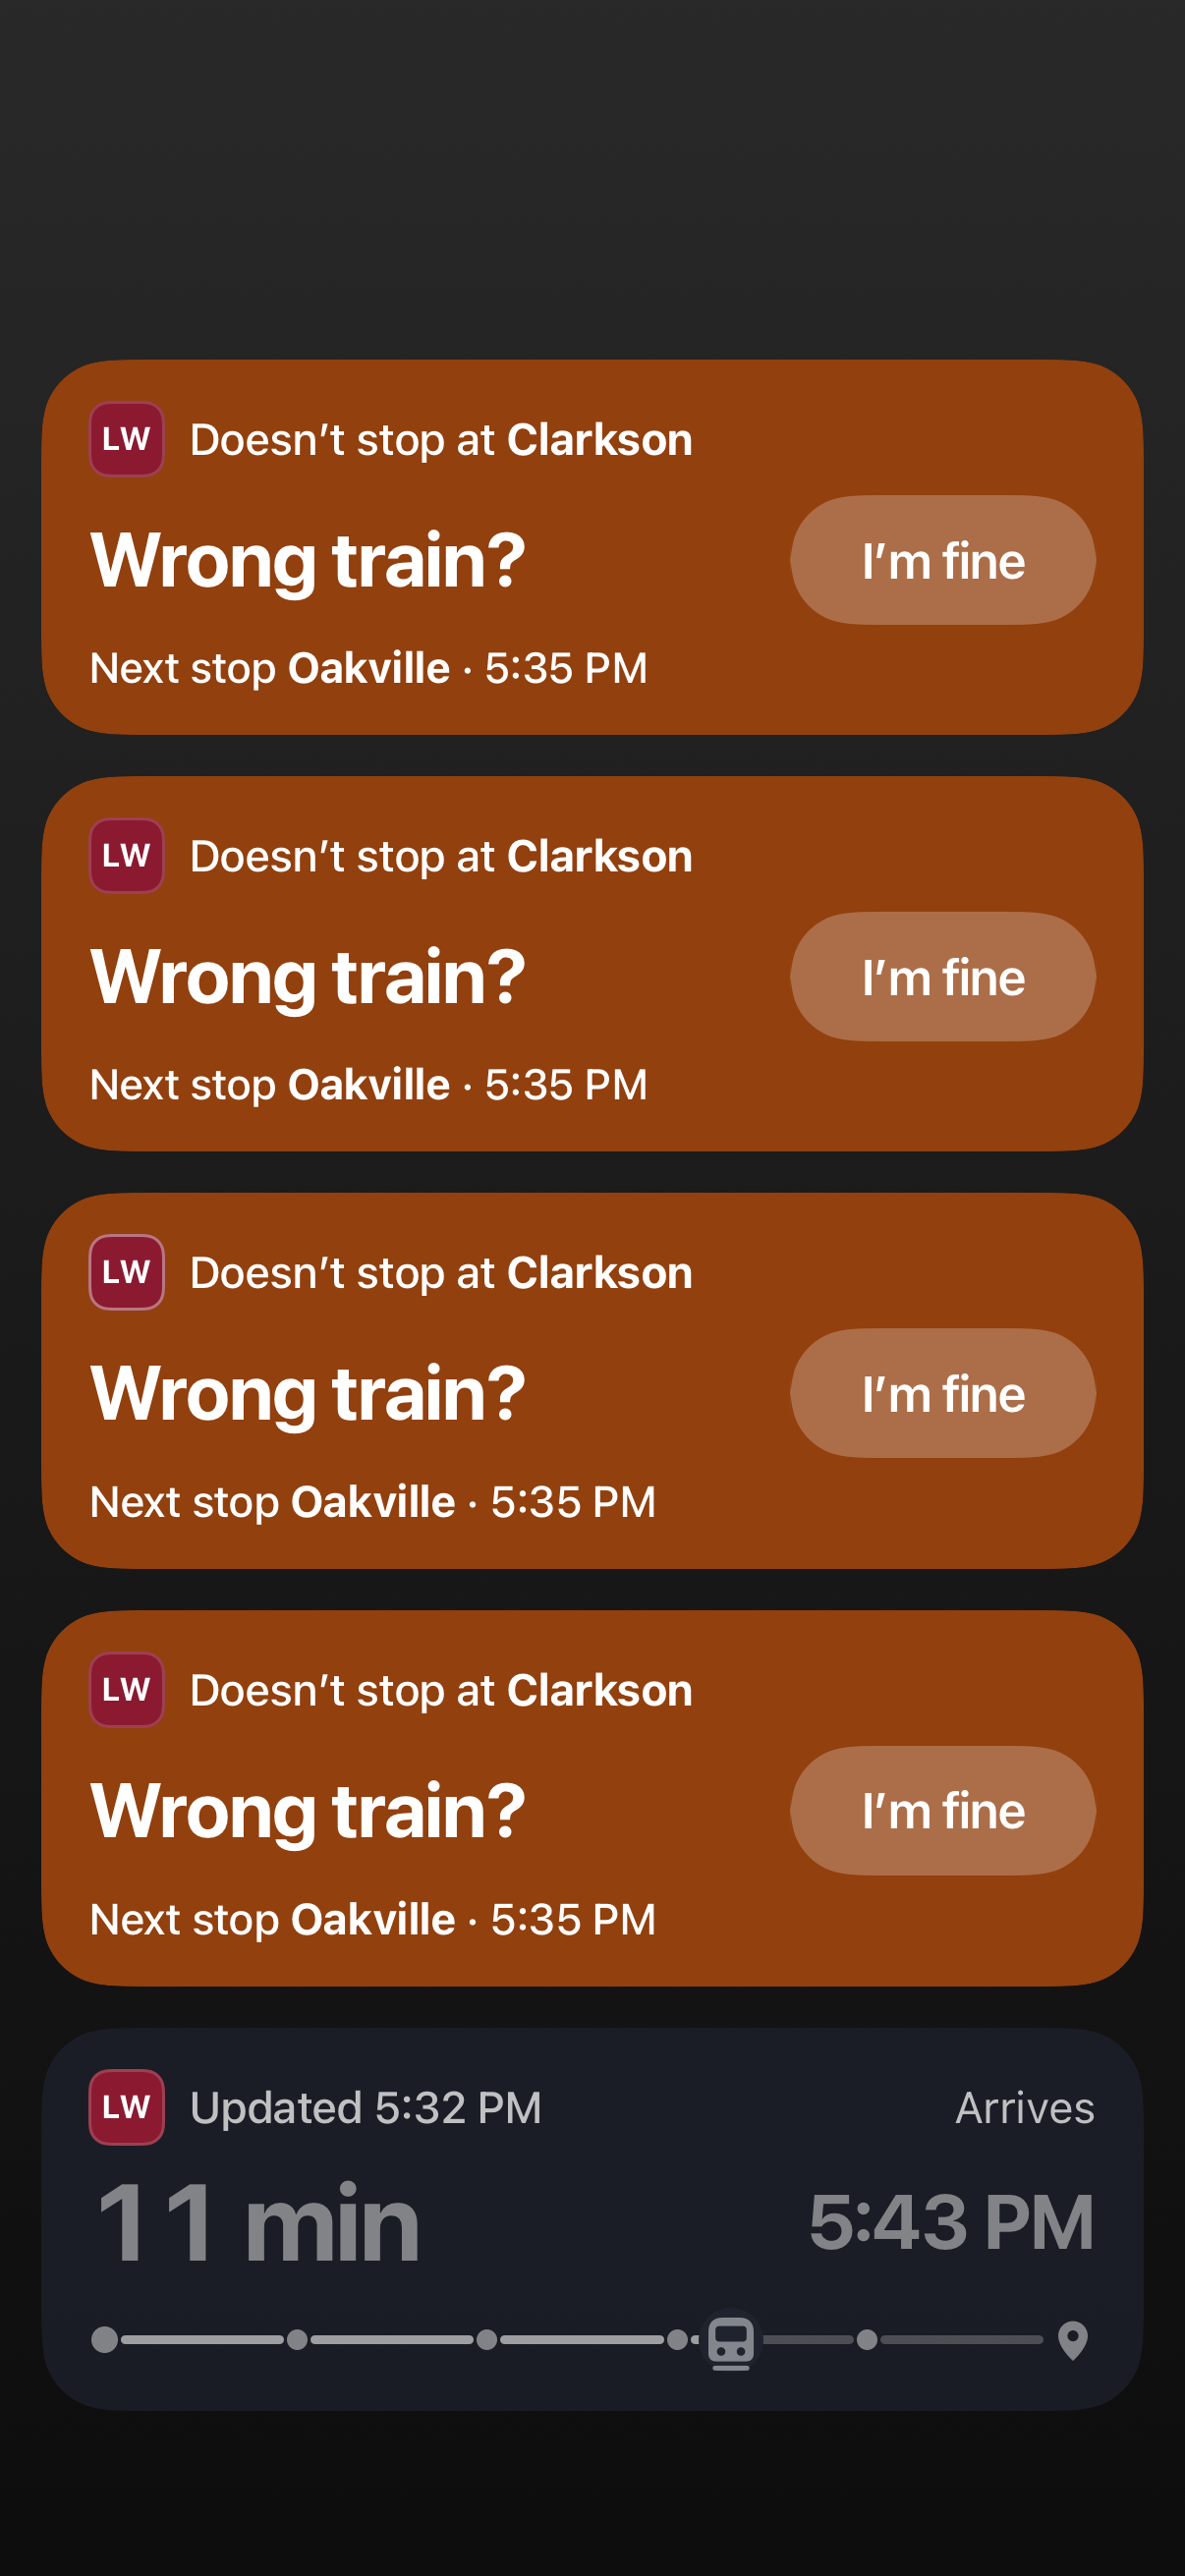 LW Doesn’t stop at Clarkson
Wrong train?
I’m fine
Next stop Oakville · 5:35 PM
LW Doesn’t stop at Clarkson
Wrong train?
I’m fine
Next stop Oakville · 5:35 PM
LW Doesn’t stop at Clarkson
Wrong train?
I’m fine
Next stop Oakville · 5:35 PM
LW Doesn’t stop at Clarkson
Wrong train?
I’m fine
Next stop Oakville · 5:35 PM
LW Updated 5:32 PM
Arrives
11 min
5:43 PM